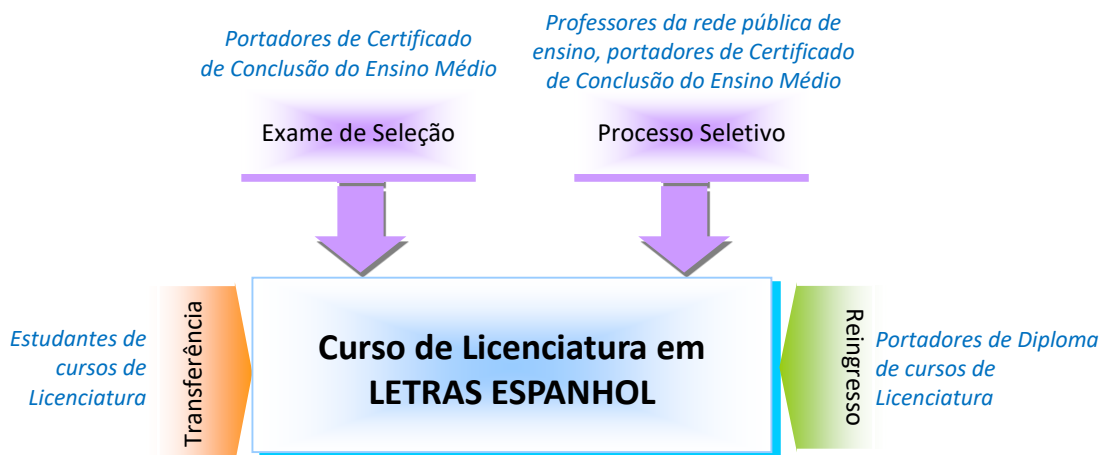 Portadores de Certificado
de Conclusão do Ensino Médio
Professores da rede pública de
ensino, portadores de Certificado
de Conclusão do Ensino Médio
Exame de Seleção
Processo Seletivo
Estudantes de
cursos de
Licenciatura
Transferência
Curso de Licenciatura em
LETRAS ESPANHOL
Reingresso
Portadores de Diploma
de cursos de
Licenciatura